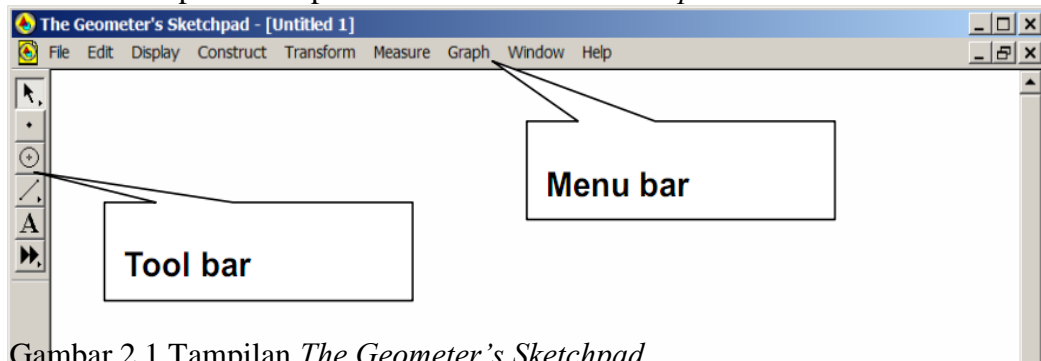 The Geometer's Sketchpad - [Untitled 1]
File Edit Display Construct Transform Measure Graph Window Help
Menu bar
A
Tool bar
Gambar 2.1 Tampilan The Geometer's Sketchpad